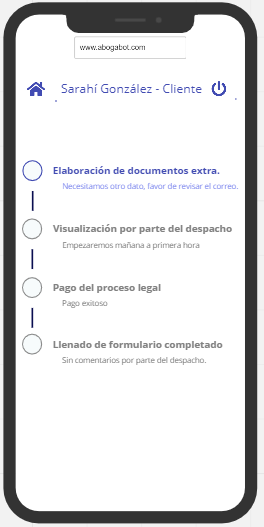 www.abogabot.com
Sarahí González - Cliente
Elaboración de documentos extra.
Necesitamos otro dato, favor de revisar el correo.
Visualización por parte del despacho
Empezaremos mañana a primera hora
Pago del proceso legal
Pago exitoso
Llenado de formulario completado
Sin comentarios por parte del despacho.